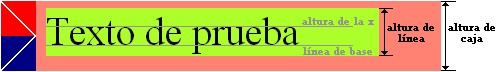 Texto de prueba
altura de la x
línea de base
altura de
línea
altura de
caja